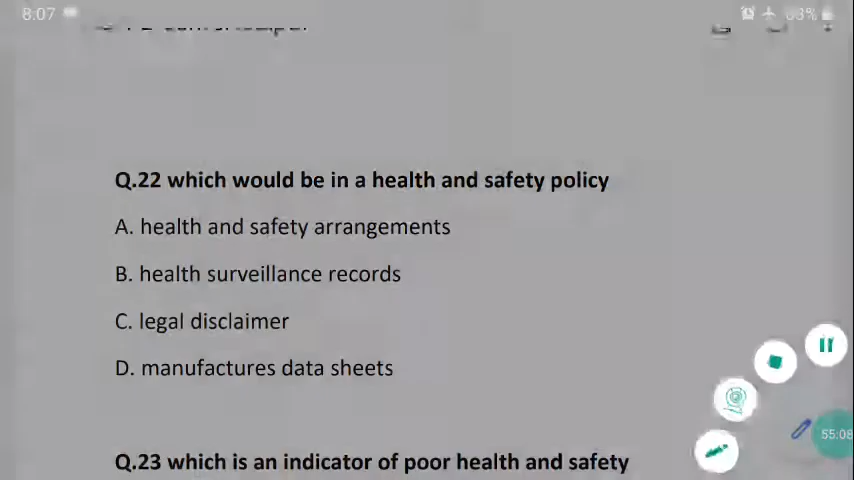 8:07
63%
Q.22 which would be in a health and safety policy
A. health and safety arrangements
B. health surveillance records
C. legal disclaimer
D. manufactures data sheets
55:08
Q.23 which is an indicator of poor health and safety